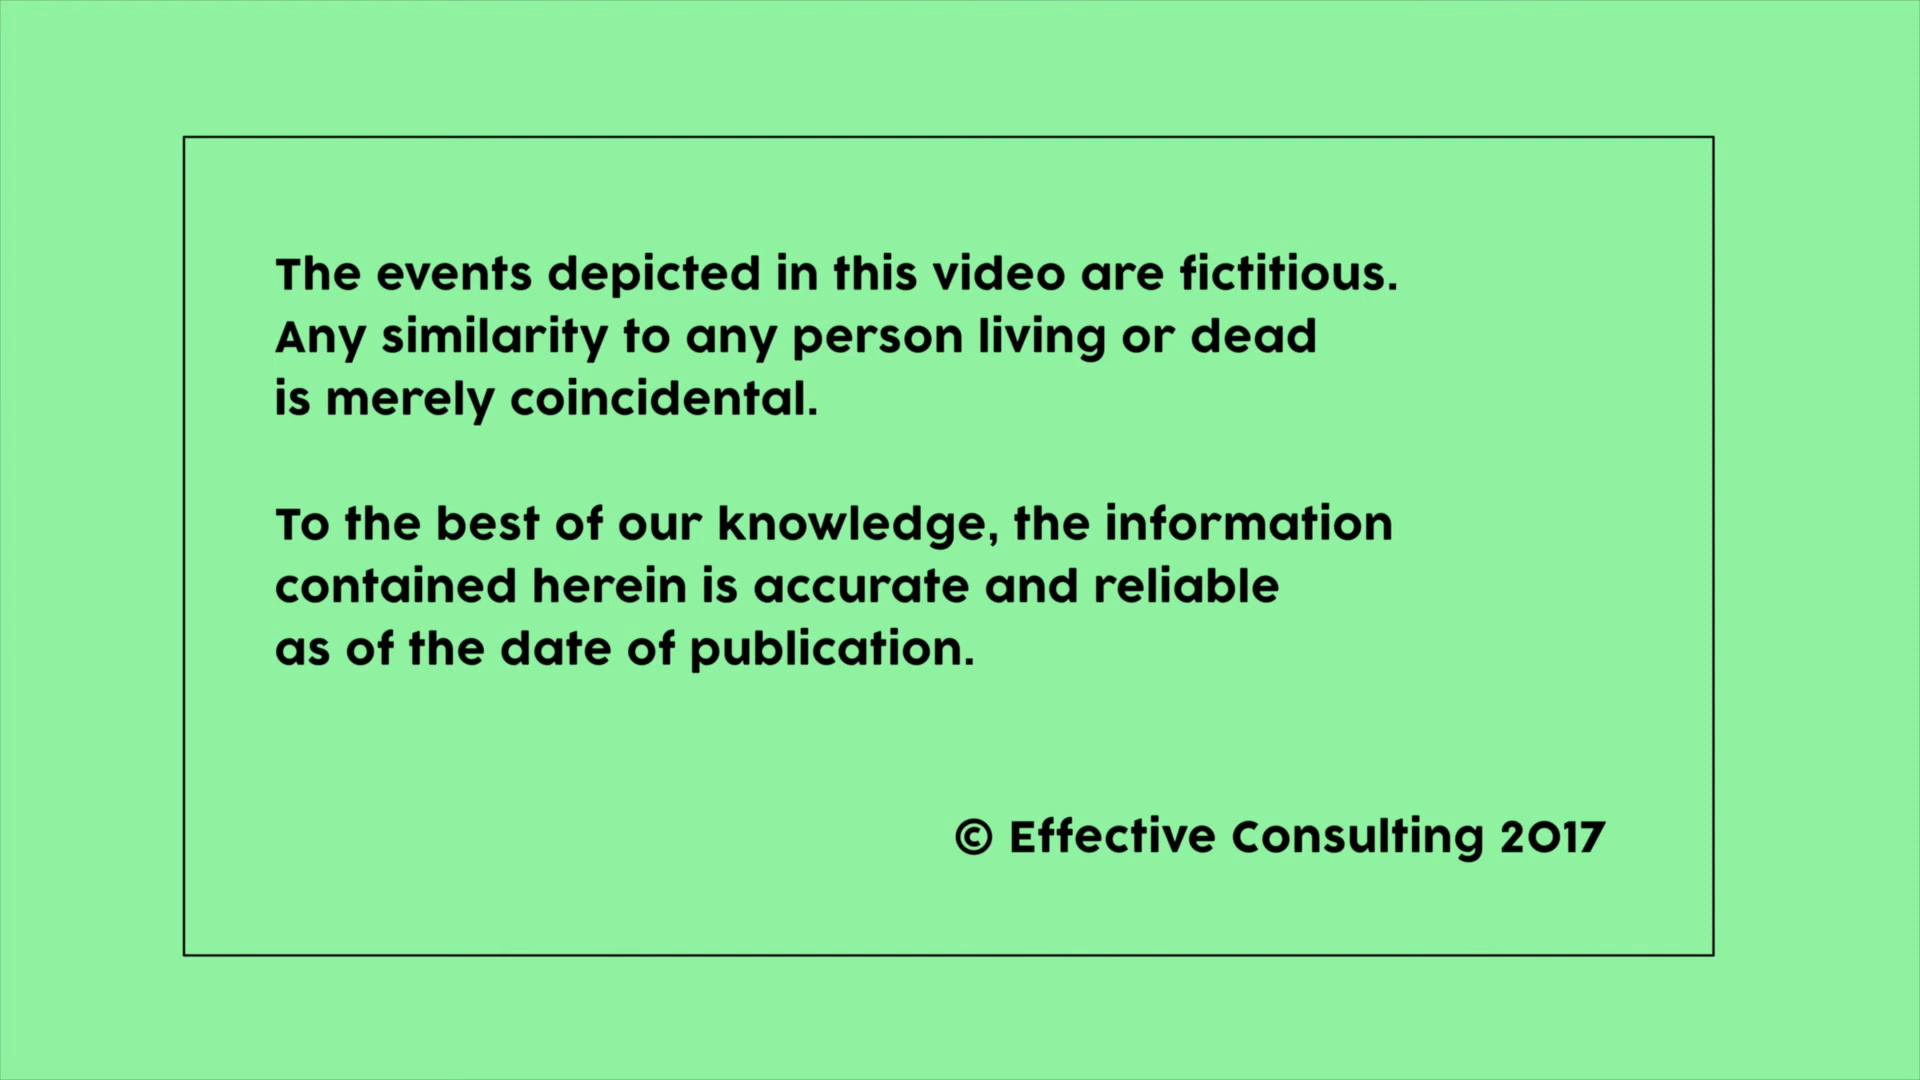 The events depicted in this video are fictitious.
Any similarity to any person living or dead
is merely coincidental.
To the best of our knowledge, the information
contained herein is accurate and reliable
as of the date of publication.
© Effective Consulting 2017